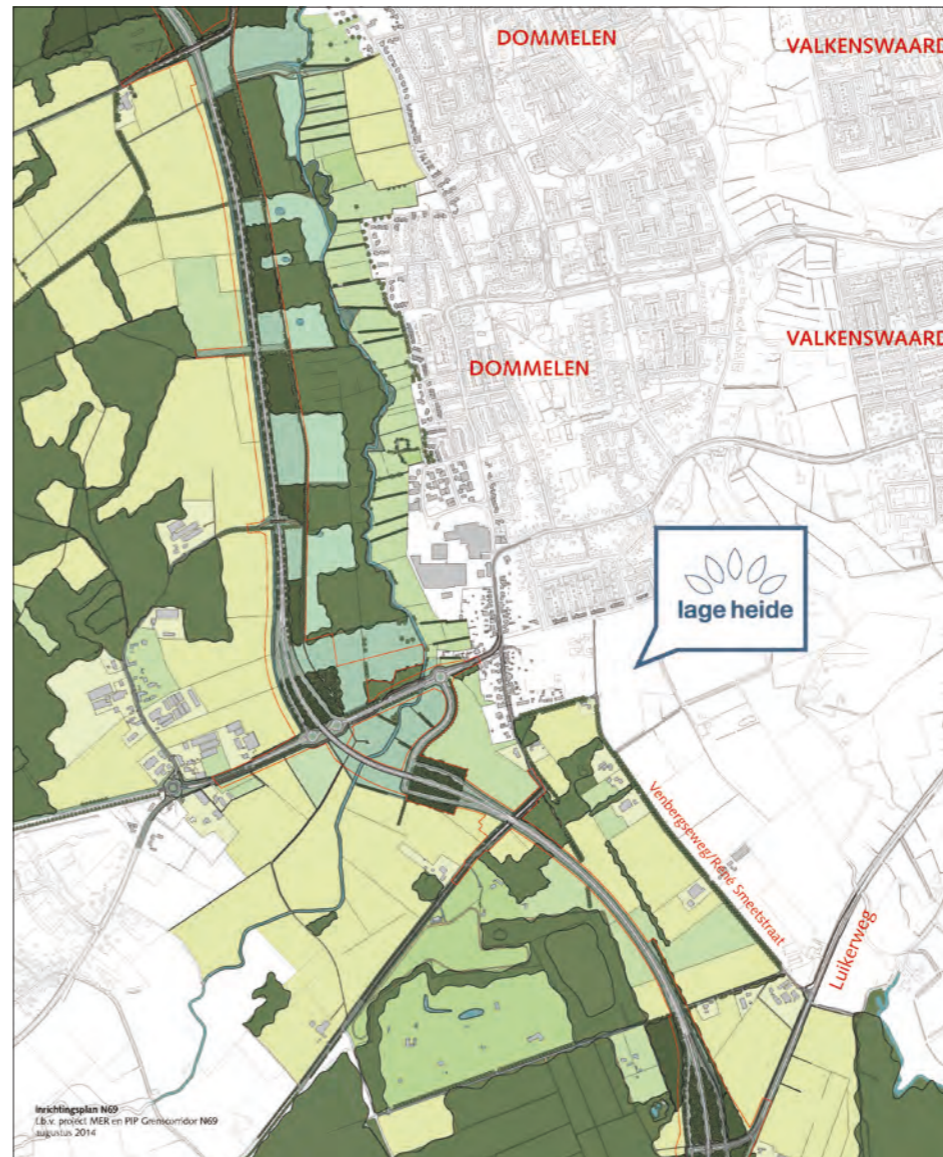 DOMMELEN
VALKENSWAARD
VALKENSWAARD
DOMMELEN
lage heide
Venbergseweg/René Smeetstraat
Luikerweg
Inrichtingsplan N69
t.b.v. project MER en PIP Grenscorridor N69
augustus 2014